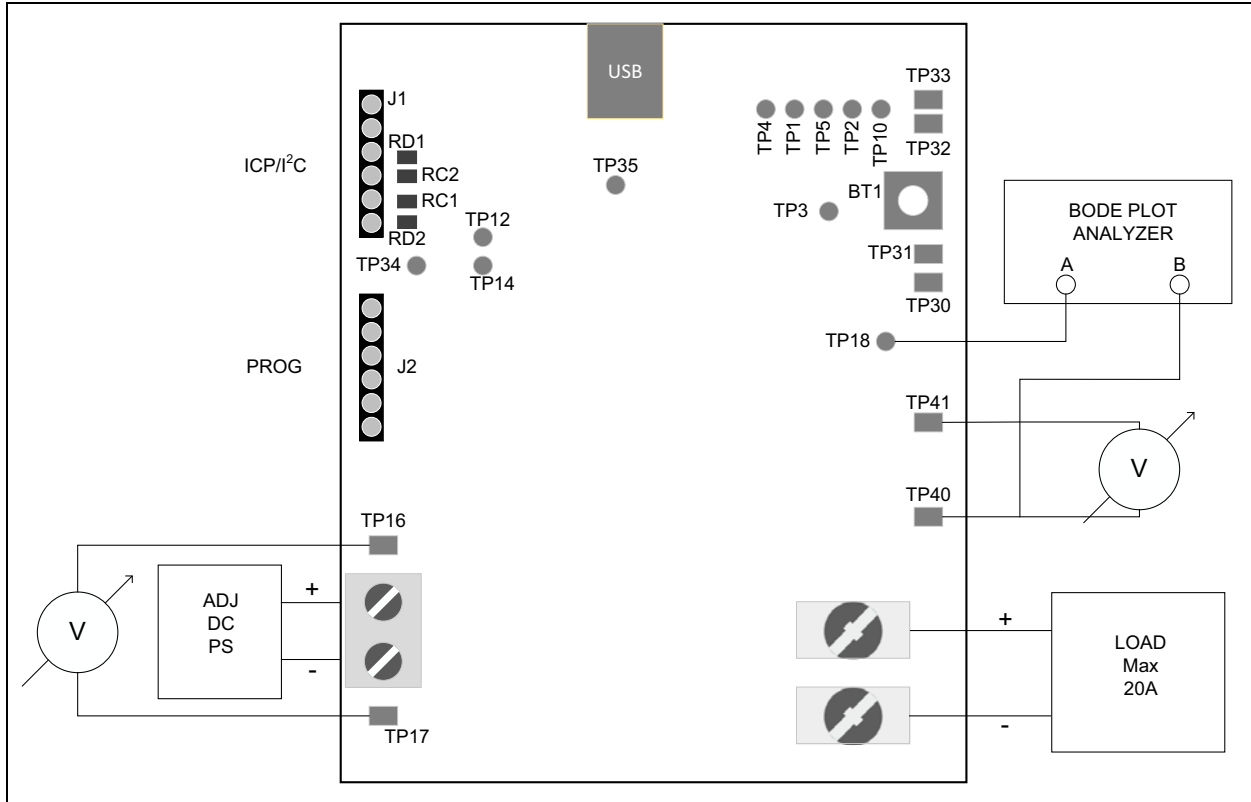 USB
J1
RD1
RC2
RC1
RD2
ICP/I²C
TP12
TP34
TP14
TP35
TP4
TP1
TP5
TP2
TP10
TP33
TP32
BT1
TP3
TP31
TP30
TP18
BODE PLOT
ANALYZER
A
B
PROG
J2
TP41
V
TP40
TP16
V
ADJ
DC
PS
+
-
TP17
+
-
LOAD
Max
20A